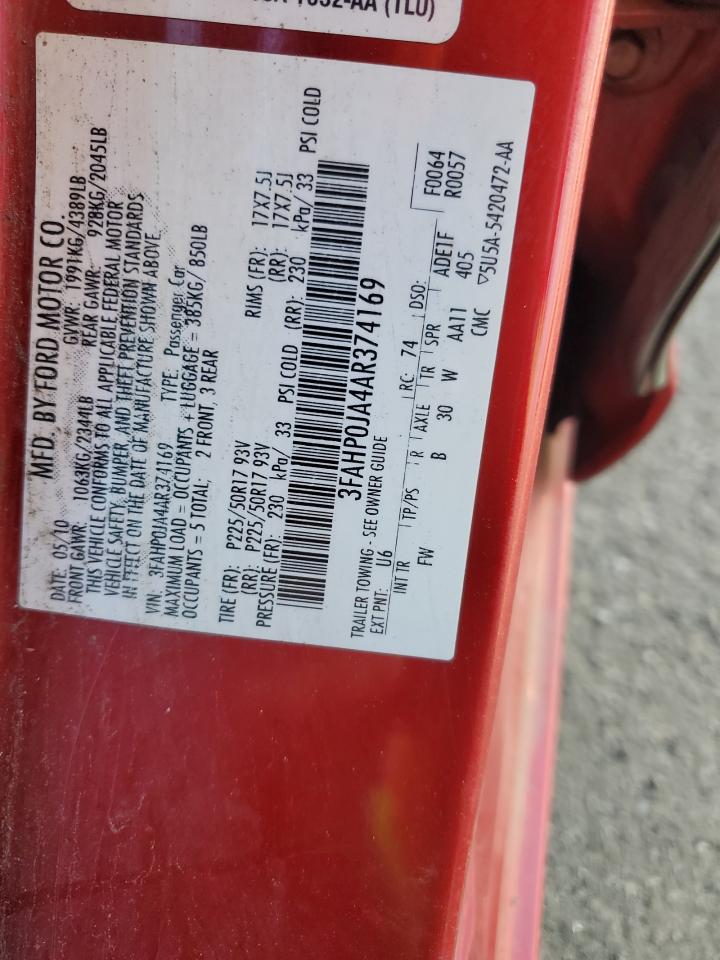 1632-AA (TLU)
MFD. BY FORD MOTOR CO.
DATE: 05/10 GVWR: 1991KG/4389LB
FRONT GAWR: 1063KG/2344LB REAR GAWR: 928KG/2045LB
THIS VEHICLE CONFORMS TO ALL APPLICABLE FEDERAL MOTOR
VEHICLE SAFETY, BUMPER, AND THEFT PREVENTION STANDARDS
IN EFFECT ON THE DATE OF MANUFACTURE SHOWN ABOVE.
VIN: 3FAHP0JA4AR374169 TYPE: Passenger Car
MAXIMUM LOAD = OCCUPANTS + LUGGAGE = 385KG/ 850LB
OCCUPANTS = 5 TOTAL; 2 FRONT, 3 REAR
TIRE (FR): P225/50R17 93V RIMS (FR): 17X7.5J
(RR): P225/50R17 93V (RR): 17X7.5J
PRESSURE (FR): 230 kPa/ 33 PSI COLD (RR): 230 kPa/ 33 PSI COLD
3FAHP0JA4AR374169
TRAILER TOWING - SEE OWNER GUIDE
EXT PNT: U6 RC: 74 DSO: F0064
R0057
INT TR TP/PS R AXLE TR SPR ADE1F
FW B 30 W AA11 405
CMC ▽5U5A-5420472-AA